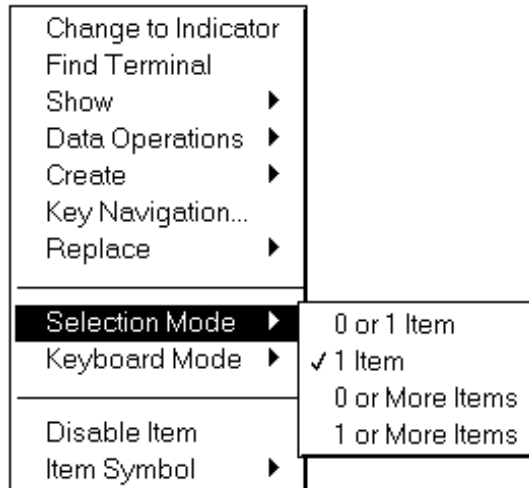 Change to Indicator
Find Terminal
Show
Data Operations
Create
Key Navigation...
Replace
Selection Mode
Keyboard Mode
Disable Item
Item Symbol
0 or 1 Item
1 Item
0 or More Items
1 or More Items